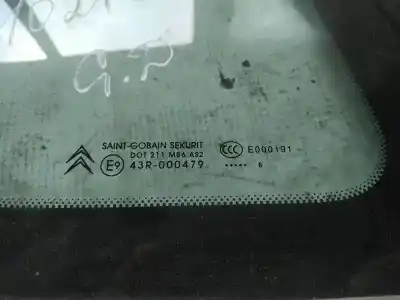 G.D
SAINT-GOBAIN SEKURIT
DOT 211 M86 AS2
E9 43R-000479
CCC E000191
..... 6